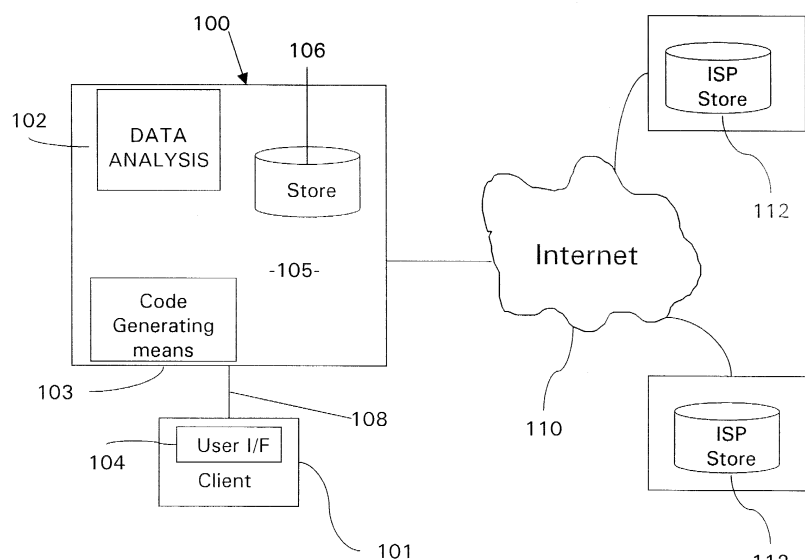 100
106
102
DATA
ANALYSIS
Store
-105-
Code
Generating
means
103
108
104
User I/F
Client
101
Internet
110
ISP
Store
112
ISP
Store
112